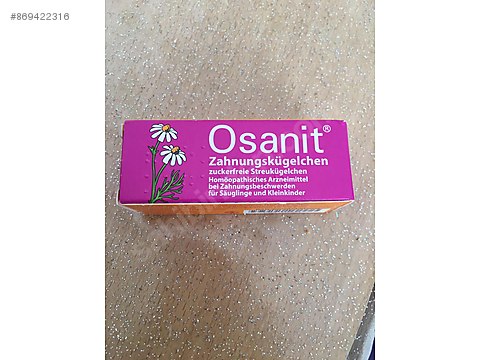 #869422316
Osanit®
Zahnungskügelchen
zuckerfreie Streukügelchen
Homöopathisches Arzneimittel
bei Zahnungsbeschwerden
für Säuglinge und Kleinkinder